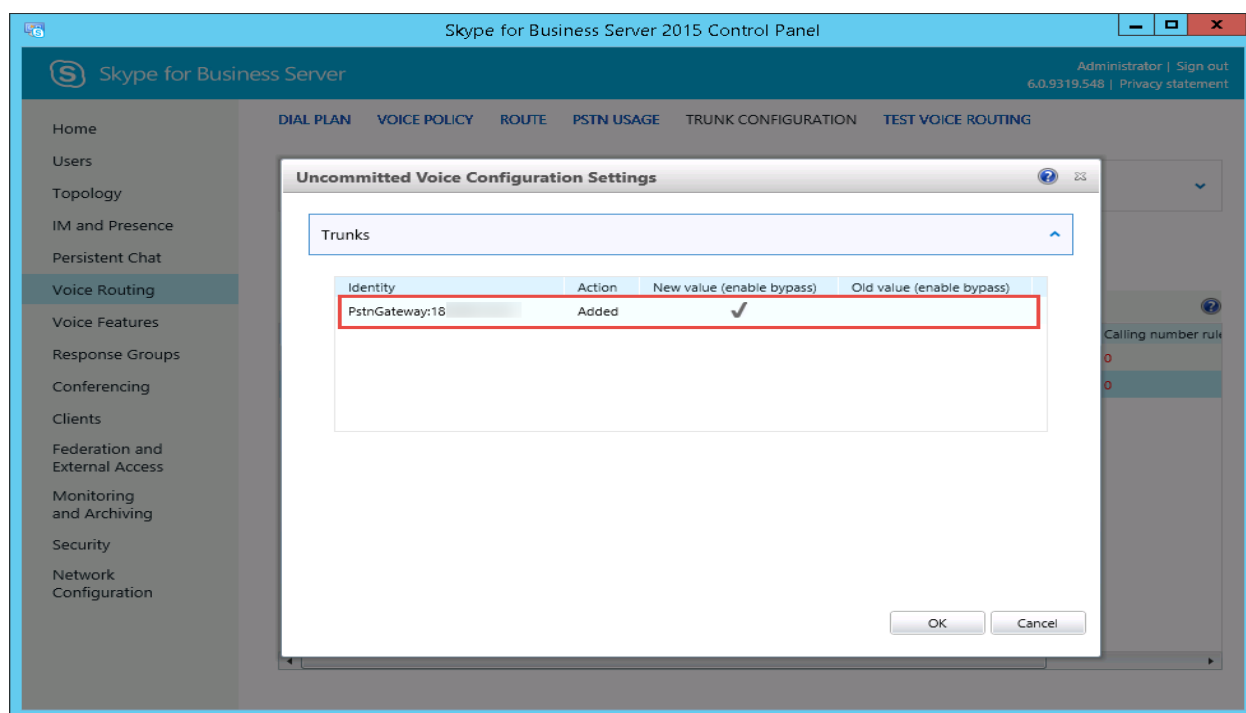 Skype for Business Server 2015 Control Panel
S Skype for Business Server
Administrator | Sign out
6.0.9319.548 | Privacy statement
Home
Users
Topology
IM and Presence
Persistent Chat
Voice Routing
Voice Features
Response Groups
Conferencing
Clients
Federation and
External Access
Monitoring
and Archiving
Security
Network
Configuration
DIAL PLAN VOICE POLICY ROUTE PSTN USAGE TRUNK CONFIGURATION TEST VOICE ROUTING
Uncommitted Voice Configuration Settings
Trunks
Identity Action New value (enable bypass) Old value (enable bypass)
PstnGateway:18 Added
Calling number
0
0
OK Cancel